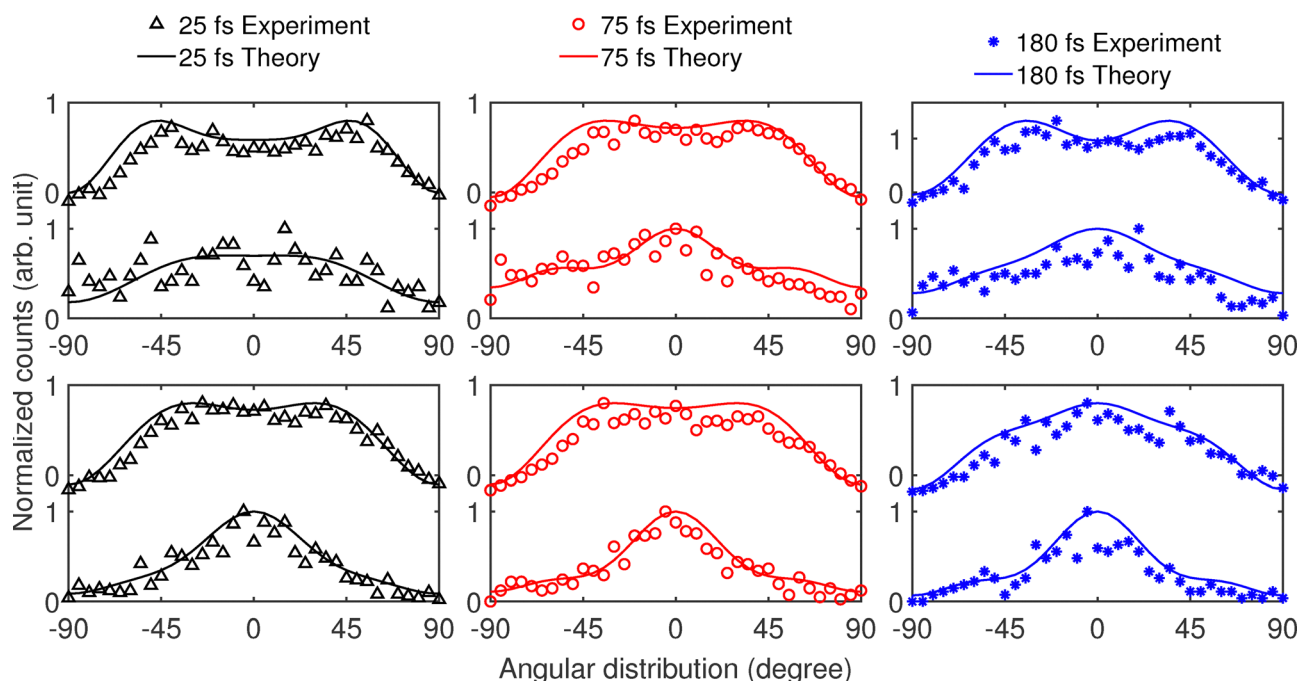 25 fs Experiment
25 fs Theory
75 fs Experiment
75 fs Theory
180 fs Experiment
180 fs Theory
Normalized counts (arb. unit)
1
0
1
0
-90 -45 0 45 90
1
0
1
0
-90 -45 0 45 90
1
0
1
0
-90 -45 0 45 90
1
0
1
0
-90 -45 0 45 90
1
0
1
0
-90 -45 0 45 90
1
0
1
0
-90 -45 0 45 90
Angular distribution (degree)